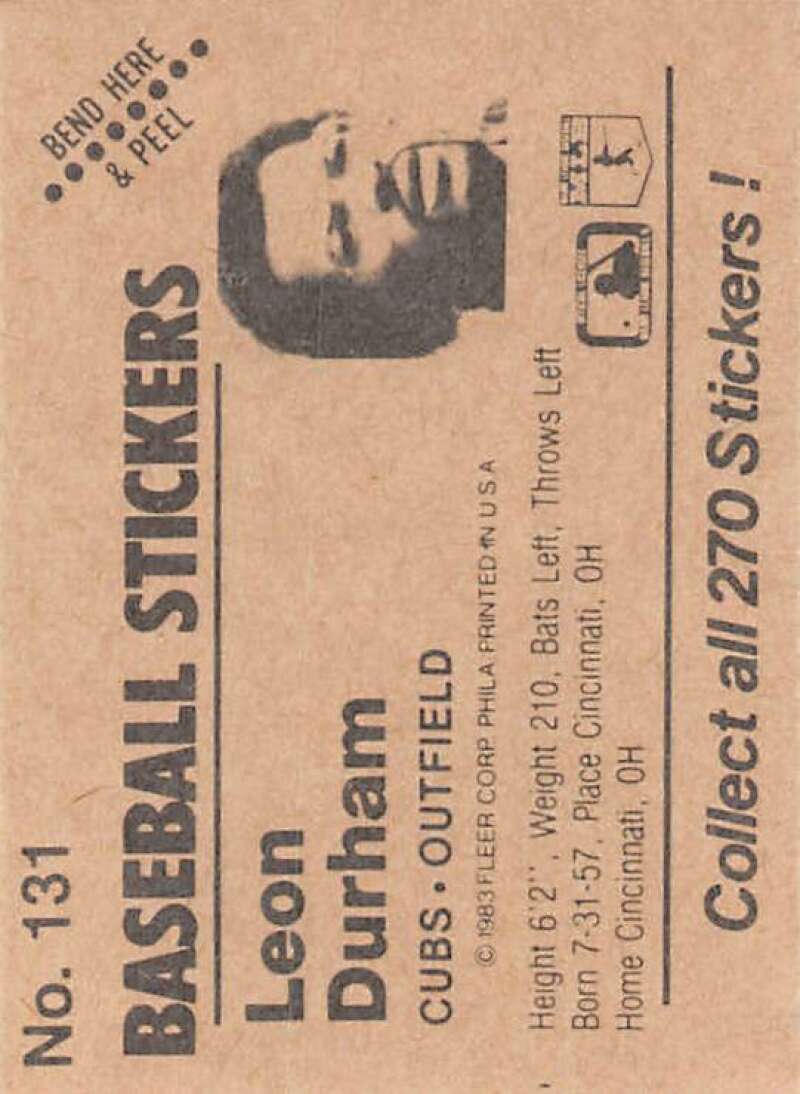 No. 131
BEND HERE
& PEEL
BASEBALL STICKERS
Leon
Durham
CUBS • OUTFIELD
© 1983 FLEER CORP. PHILA PRINTED IN U S A
Height 6'2'', Weight 210, Bats Left, Throws Left
Born 7-31-57, Place Cincinnati, OH
Home Cincinnati, OH
Collect all 270 Stickers !